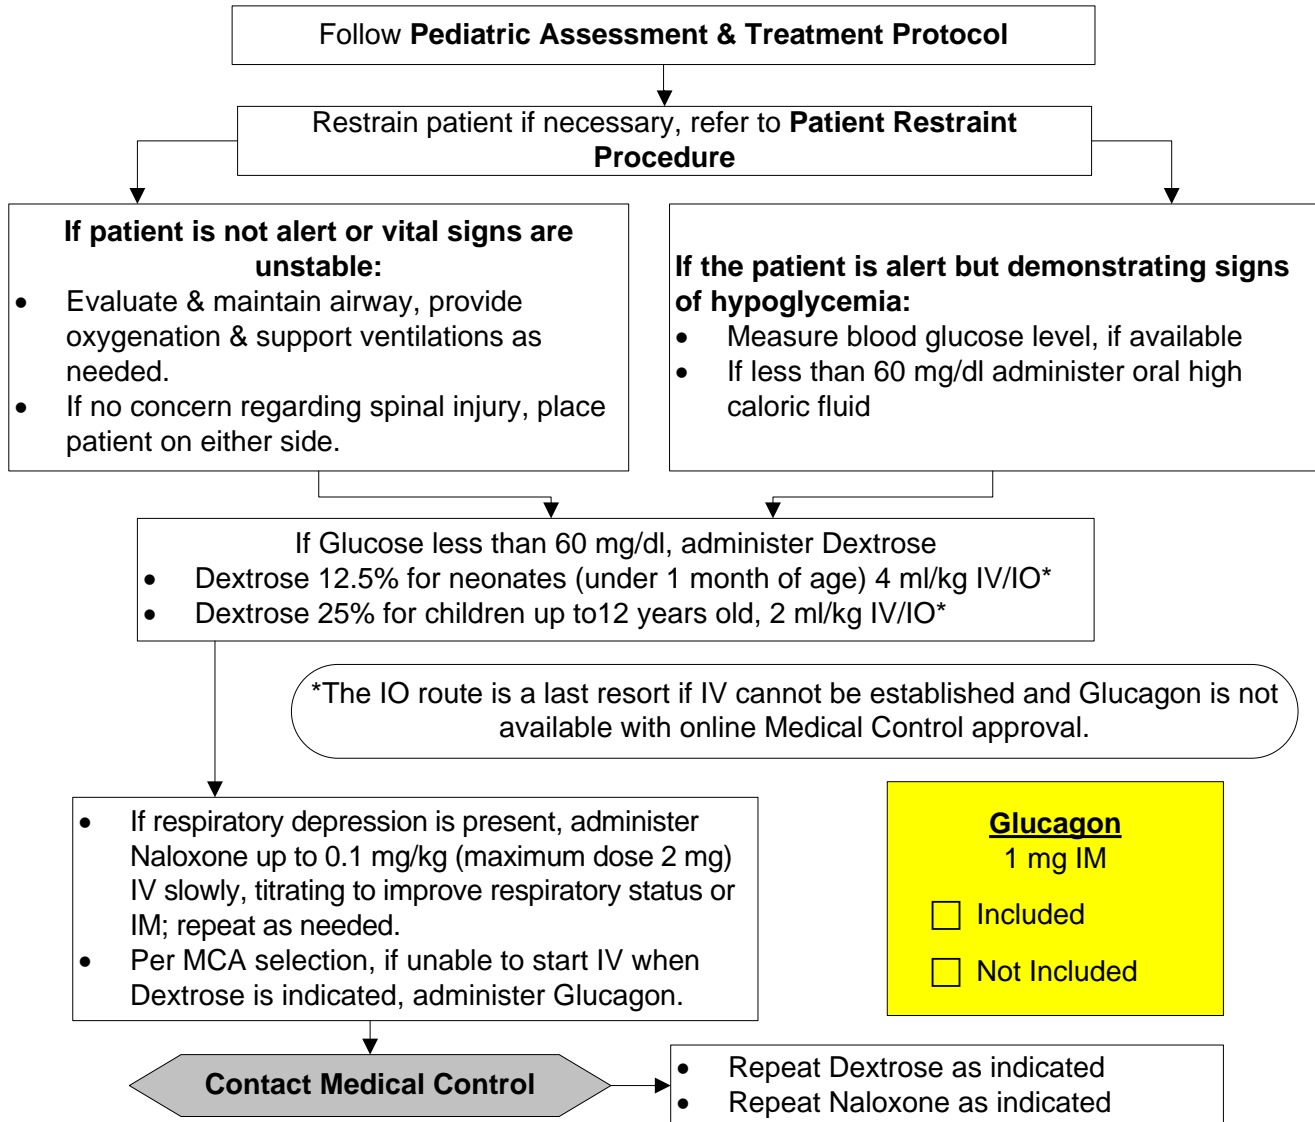 Follow Pediatric Assessment & Treatment Protocol
Restrain patient if necessary, refer to Patient Restraint
Procedure
If patient is not alert or vital signs are
unstable:
• Evaluate & maintain airway, provide
oxygenation & support ventilations as
needed.
• If no concern regarding spinal injury, place
patient on either side.
If the patient is alert but demonstrating signs
of hypoglycemia:
• Measure blood glucose level, if available
• If less than 60 mg/dl administer oral high
caloric fluid
If Glucose less than 60 mg/dl, administer Dextrose
• Dextrose 12.5% for neonates (under 1 month of age) 4 ml/kg IV/IO*
• Dextrose 25% for children up to12 years old, 2 ml/kg IV/IO*
*The IO route is a last resort if IV cannot be established and Glucagon is not
available with online Medical Control approval.
• If respiratory depression is present, administer
Naloxone up to 0.1 mg/kg (maximum dose 2 mg)
IV slowly, titrating to improve respiratory status or
IM; repeat as needed.
• Per MCA selection, if unable to start IV when
Dextrose is indicated, administer Glucagon.
Glucagon
1 mg IM
☐ Included
☐ Not Included
Contact Medical Control
• Repeat Dextrose as indicated
• Repeat Naloxone as indicated